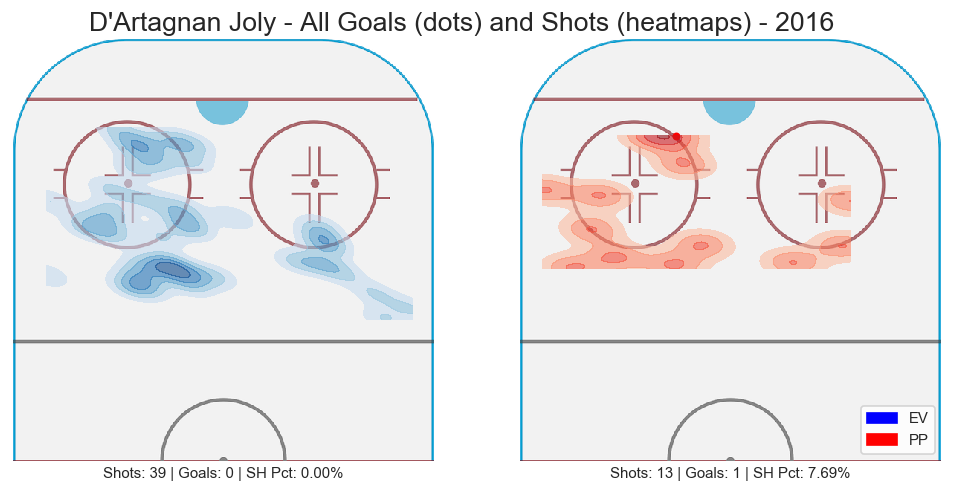 D'Artagnan Joly - All Goals (dots) and Shots (heatmaps) - 2016
EV
PP
Shots: 39 | Goals: 0 | SH Pct: 0.00%
Shots: 13 | Goals: 1 | SH Pct: 7.69%